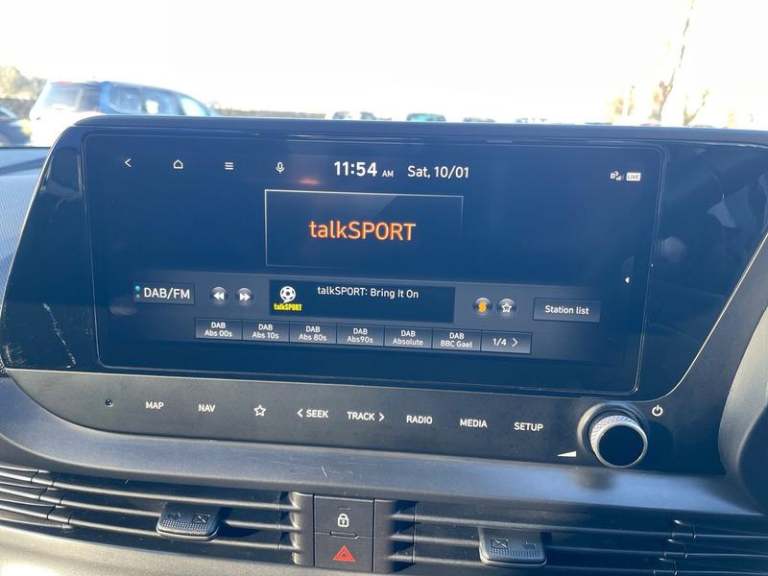 11:54 AM Sat, 10/01
LIVE
talkSPORT
DAB/FM
talkSPORT
talkSPORT: Bring It On
Station list
DAB
Abs 00s
DAB
Abs 10s
DAB
Abs 80s
DAB
Abs90s
DAB
Absolute
DAB
BBC Gael
1/4 >
MAP
NAV
< SEEK
TRACK >
RADIO
MEDIA
SETUP